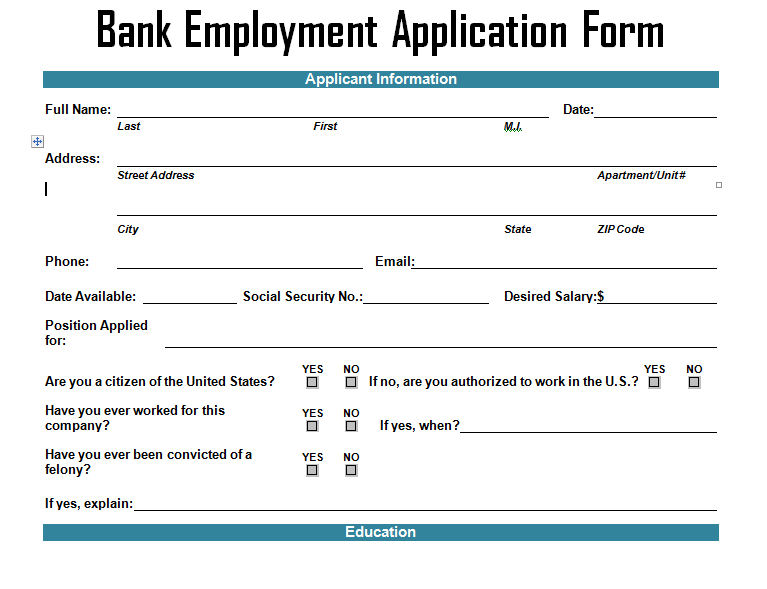 Bank Employment Application Form
Applicant Information
Full Name: Date:
Last First M.I.
Address:
Street Address Apartment/Unit #
City State ZIP Code
Phone: Email:
Date Available: Social Security No.: Desired Salary:$
Position Applied
for:
YES NO YES NO
Are you a citizen of the United States? If no, are you authorized to work in the U.S.?
Have you ever worked for this
company?
YES NO
If yes, when?
Have you ever been convicted of a
felony?
YES NO
If yes, explain:
Education